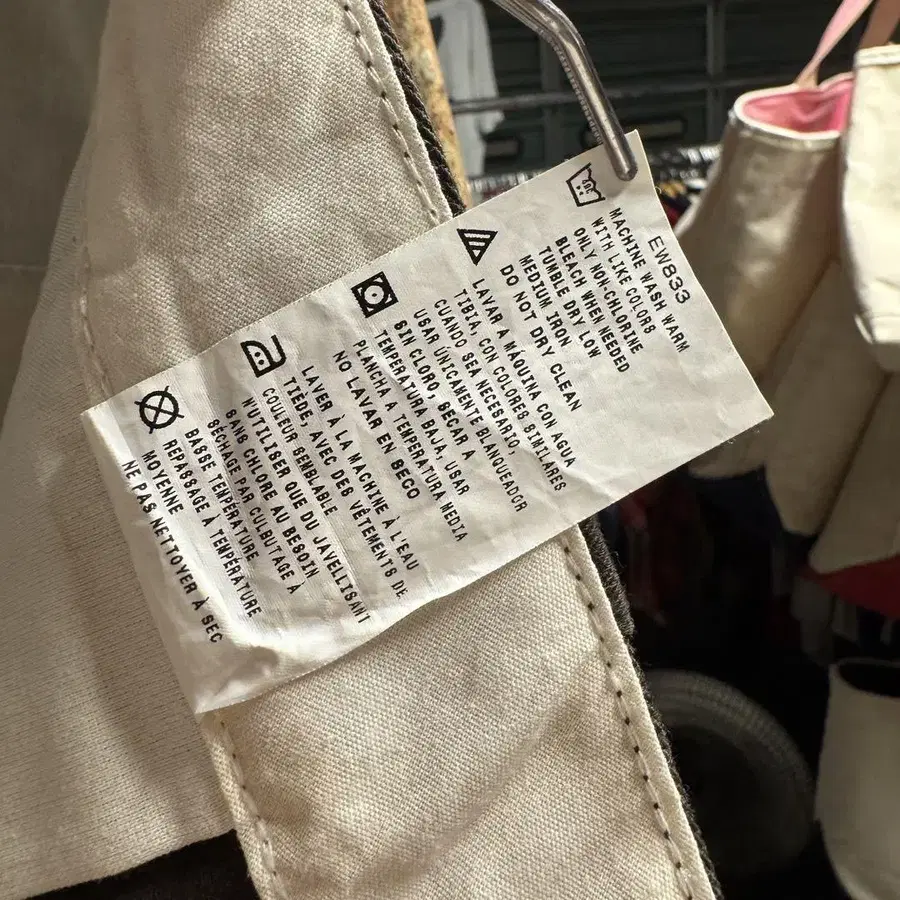 EW833
MACHINE WASH WARM
WITH LIKE COLORS
ONLY NON-CHLORINE
BLEACH WHEN NEEDED
TUMBLE DRY LOW
MEDIUM IRON
DO NOT DRY CLEAN
LAVAR A MÁQUINA CON AGUA
TIBIA, CON COLORES SIMILARES
CUANDO SEA NECESARIO,
USAR ÚNICAMENTE BLANQUEADOR
SIN CLORO, SECAR A
TEMPERATURA BAJA, USAR
PLANCHA A TEMPERATURA MEDIA
NO LAVAR EN SECO
LAVER À LA MACHINE À L'EAU
TIÈDE, AVEC DES VÊTEMENTS DE
COULEUR SEMBLABLE
N'UTILISER QUE DU JAVELLISANT
SANS CHLORE AU BESOIN
SÉCHAGE PAR CULBUTAGE À
BASSE TEMPÉRATURE
REPASSAGE À TEMPÉRATURE
MOYENNE
NE PAS NETTOYER À SEC